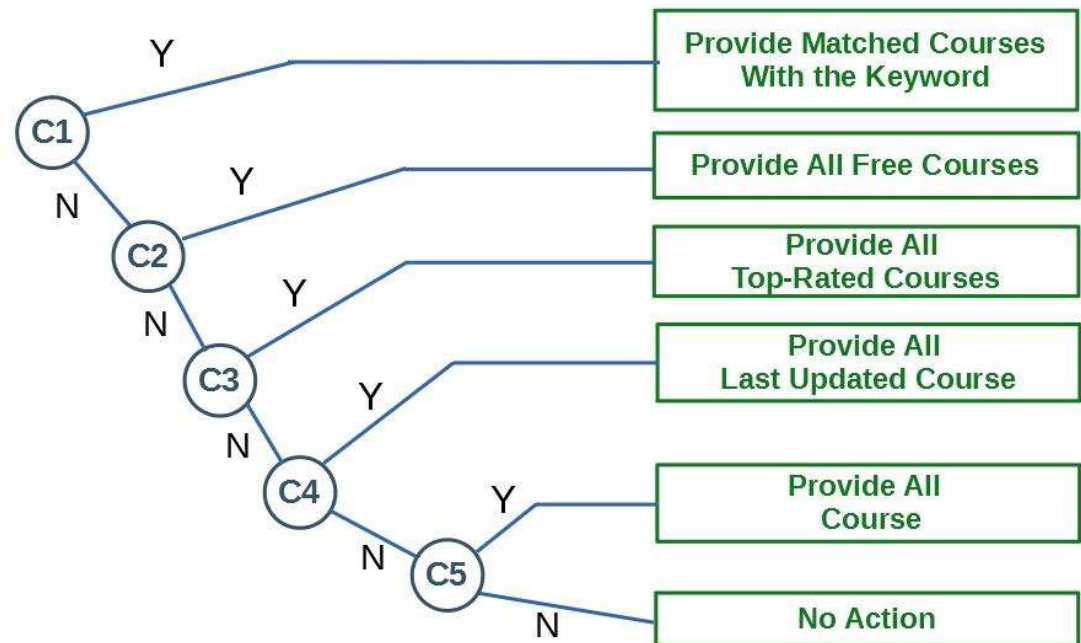 Y
Provide Matched Courses
With the Keyword
C1
Y
Provide All Free Courses
N
C2
Y
Provide All
Top-Rated Courses
N
C3
Y
Provide All
Last Updated Course
N
C4
Y
Provide All
Course
N
C5
N
No Action